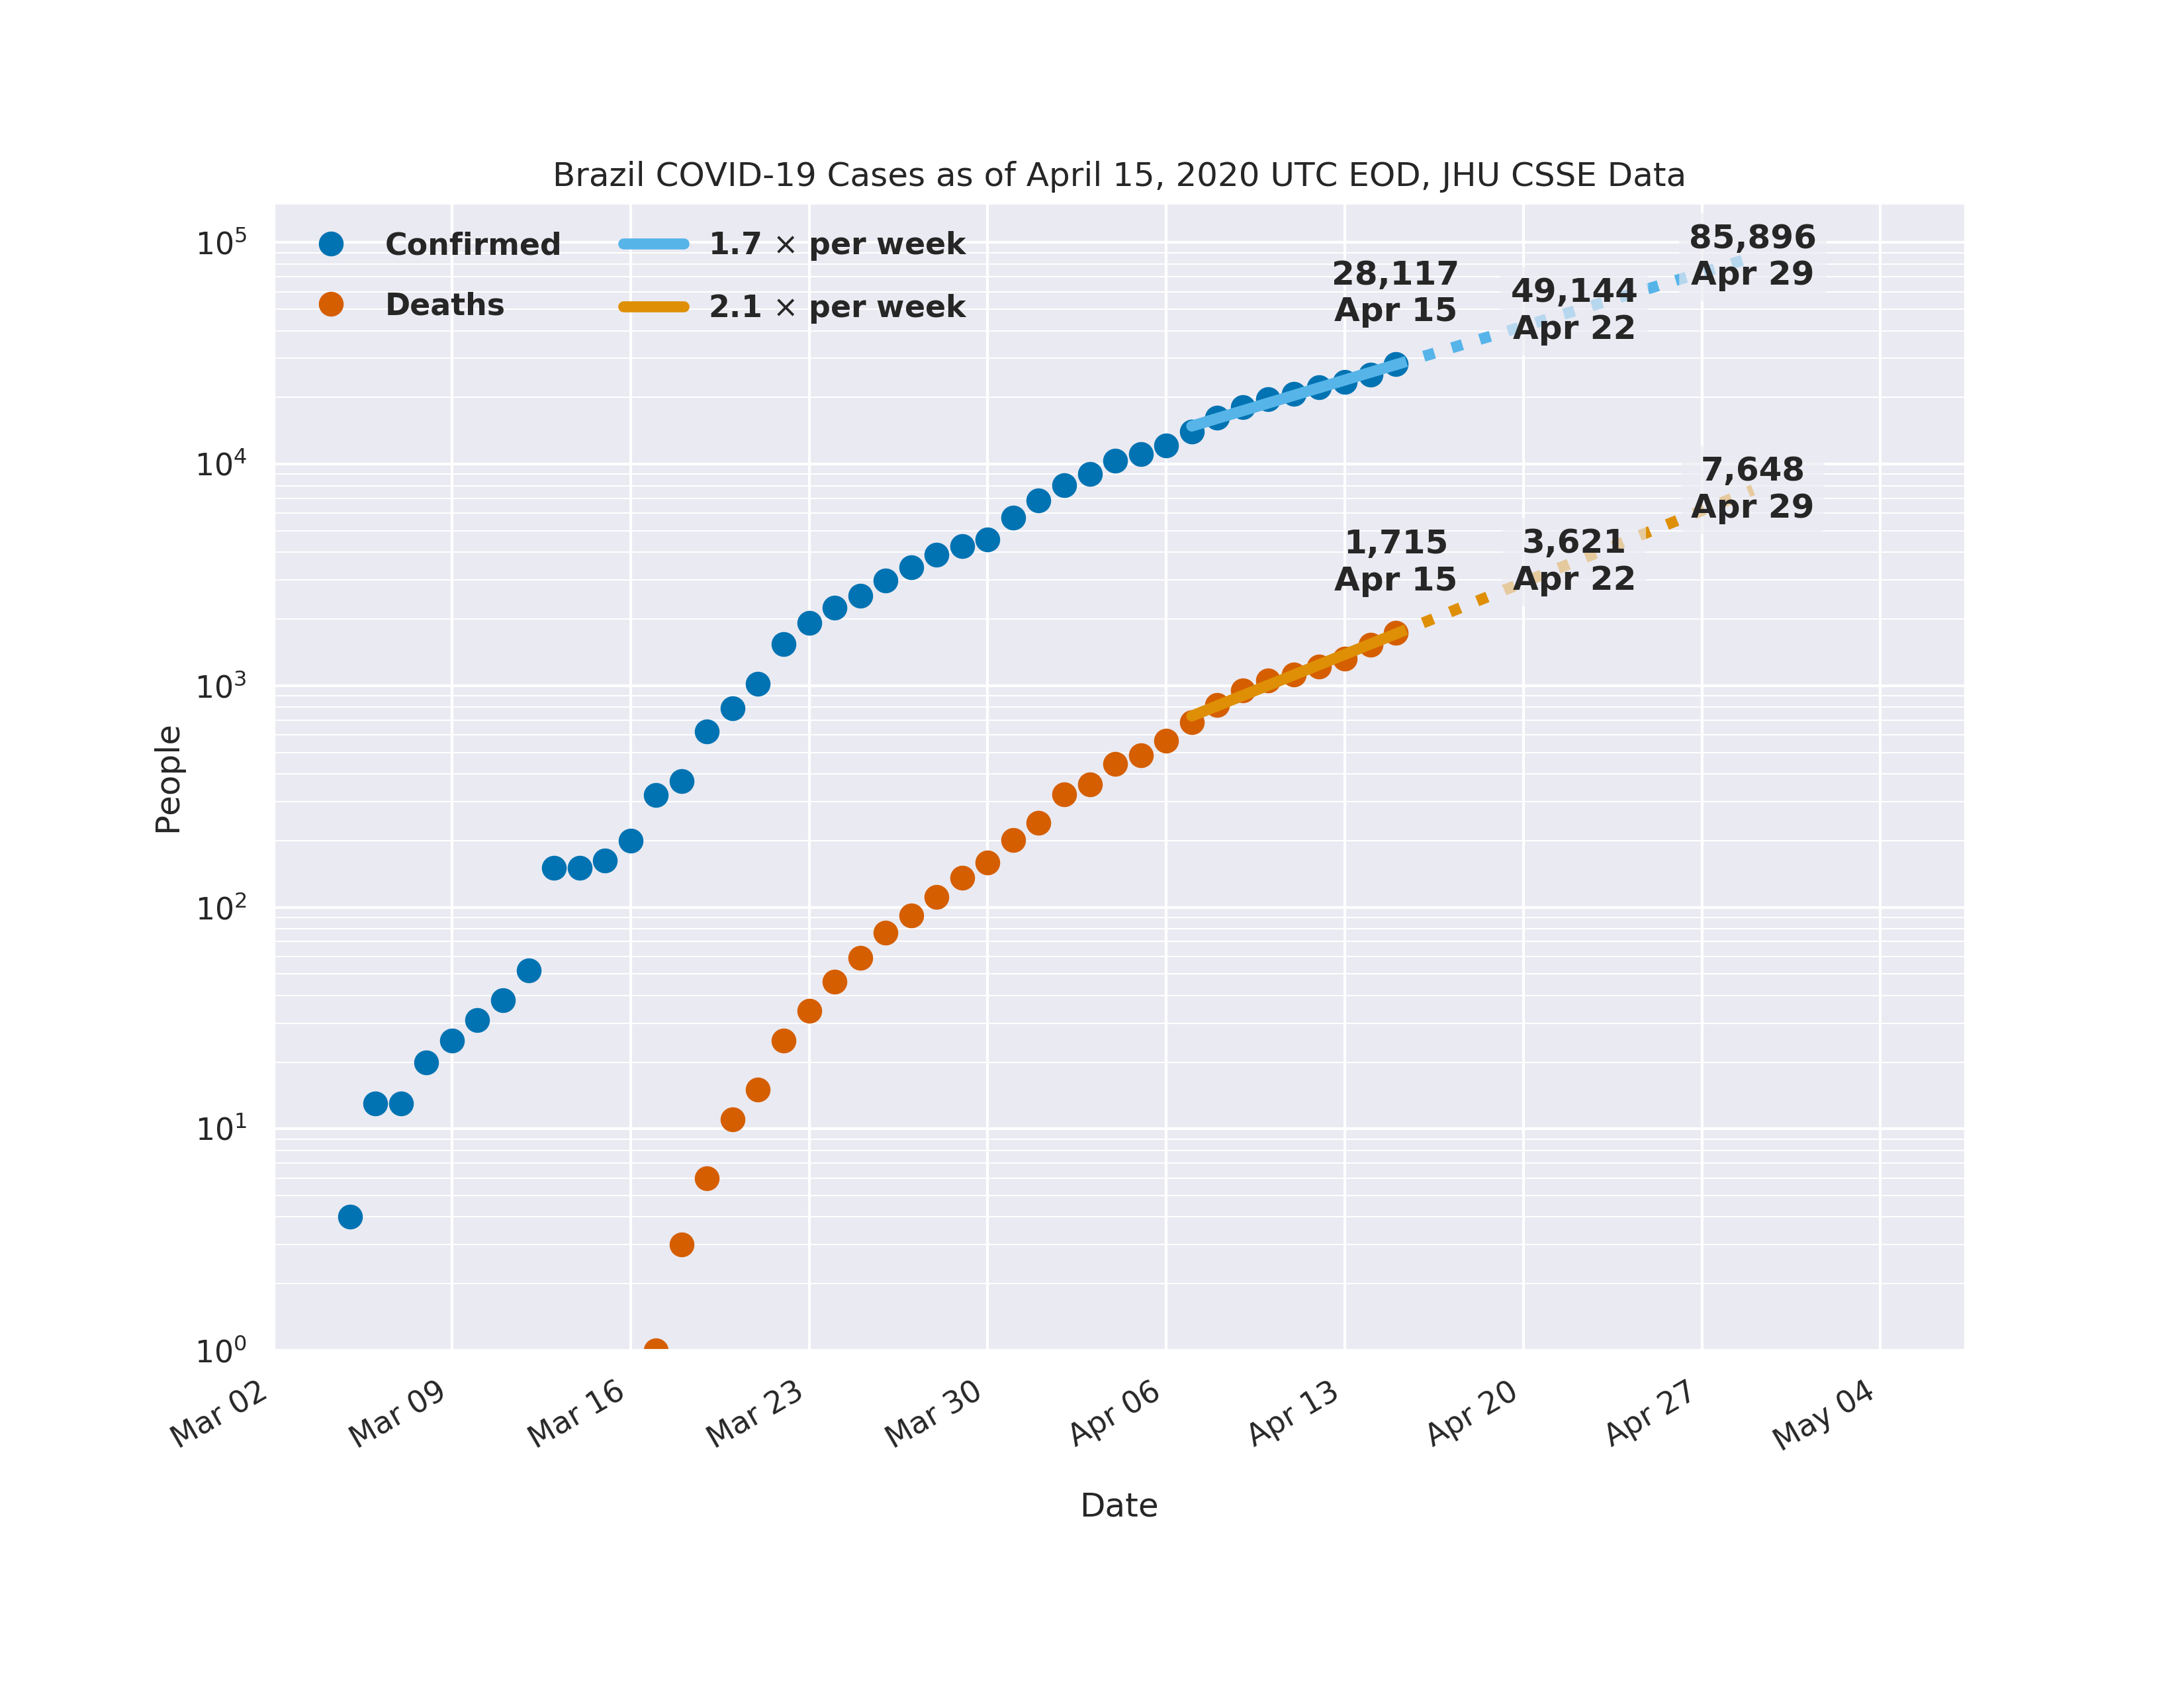 Brazil COVID-19 Cases as of April 15, 2020 UTC EOD, JHU CSSE Data
Confirmed
Deaths
1.7 × per week
2.1 × per week
28,117
Apr 15
49,144
Apr 22
85,896
Apr 29
1,715
Apr 15
3,621
Apr 22
7,648
Apr 29
People
10⁵
10⁴
10³
10²
10¹
10⁰
Mar 02
Mar 09
Mar 16
Mar 23
Mar 30
Apr 06
Apr 13
Apr 20
Apr 27
May 04
Date